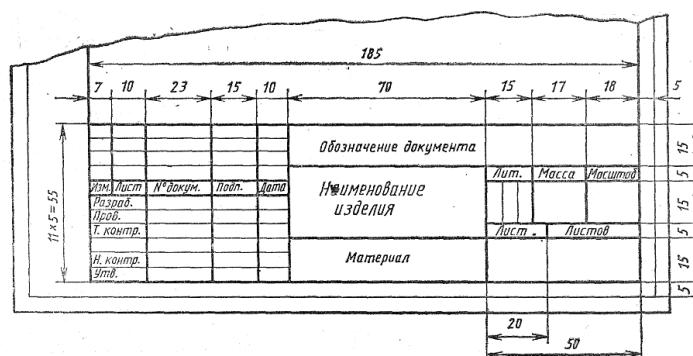 185
7 10 23 15 10 70 15 17 18 5
Обозначение документа
15
Лит. Масса Масштаб
5
11 × 5 = 55
Изм. Лист № докум. Подп. Дата
Наименование
изделия
15
Разраб.
Пров.
Т. контр.
Лист Листов
5
Материал
15
Н. контр.
Утв.
5
20
50